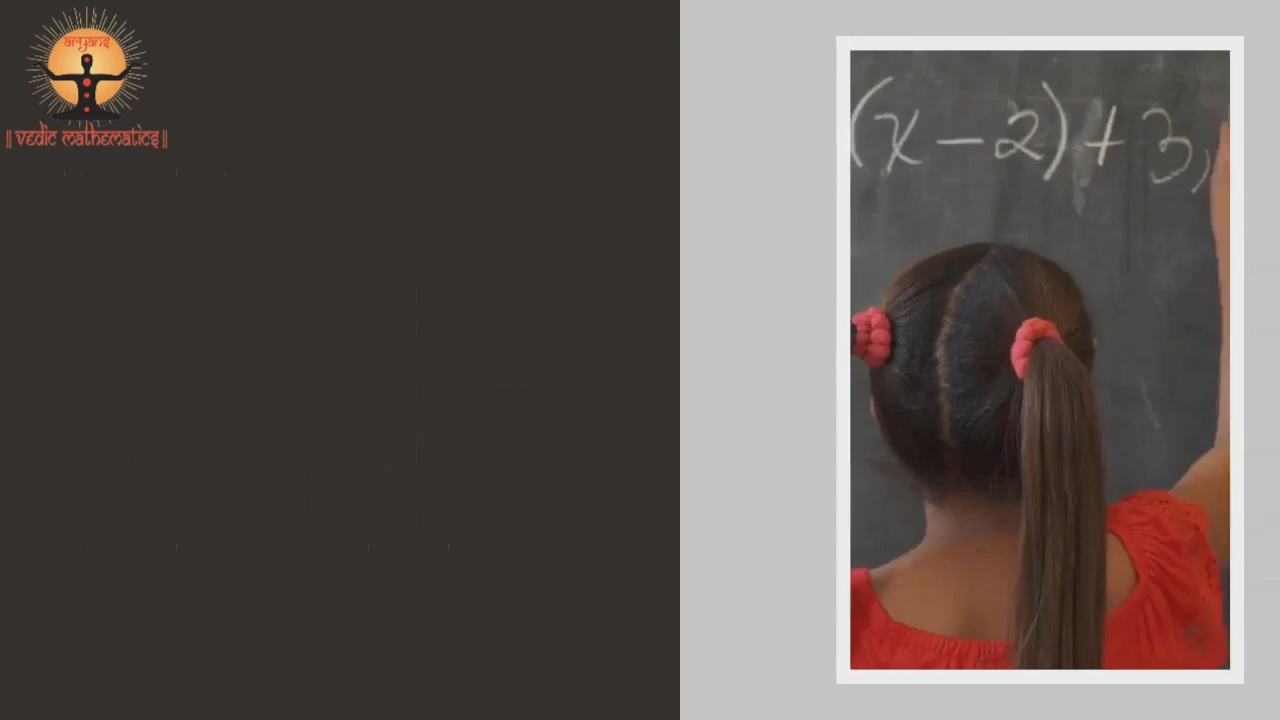 aryans
|| vedic mathematics ||
(x – 2) + 3,